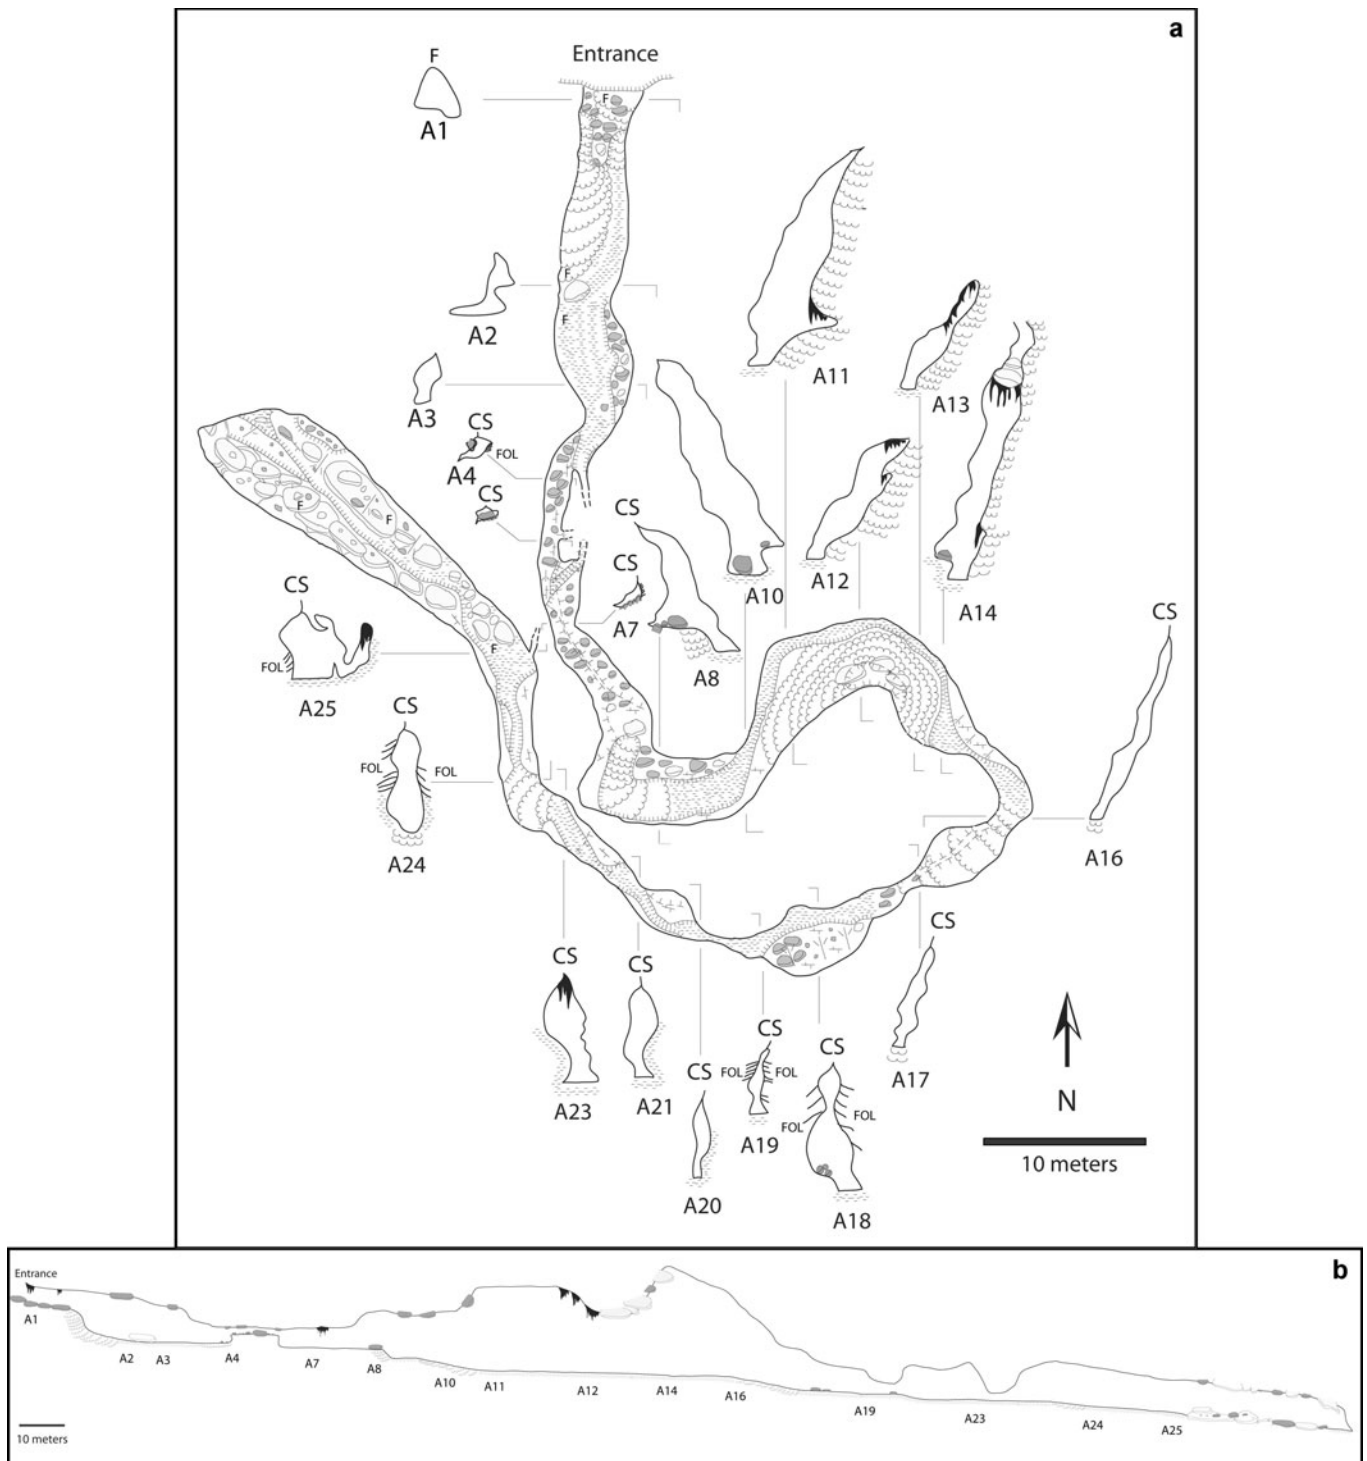 a
Entrance
F
A1
F
F
A2
F
A3
CS
FOL
A4
CS
CS
A7
CS
A8
A10
A11
A12
A13
A14
CS
A16
F
F
F
CS
FOL
A25
CS
FOL
FOL
A24
CS
A23
CS
A21
CS
A20
CS
FOL
FOL
A19
CS
FOL
FOL
A18
CS
A17
N
10 meters
b
Entrance
A1
A2
A3
A4
A7
A8
A10
A11
A12
A14
A16
A19
A23
A24
A25
10 meters